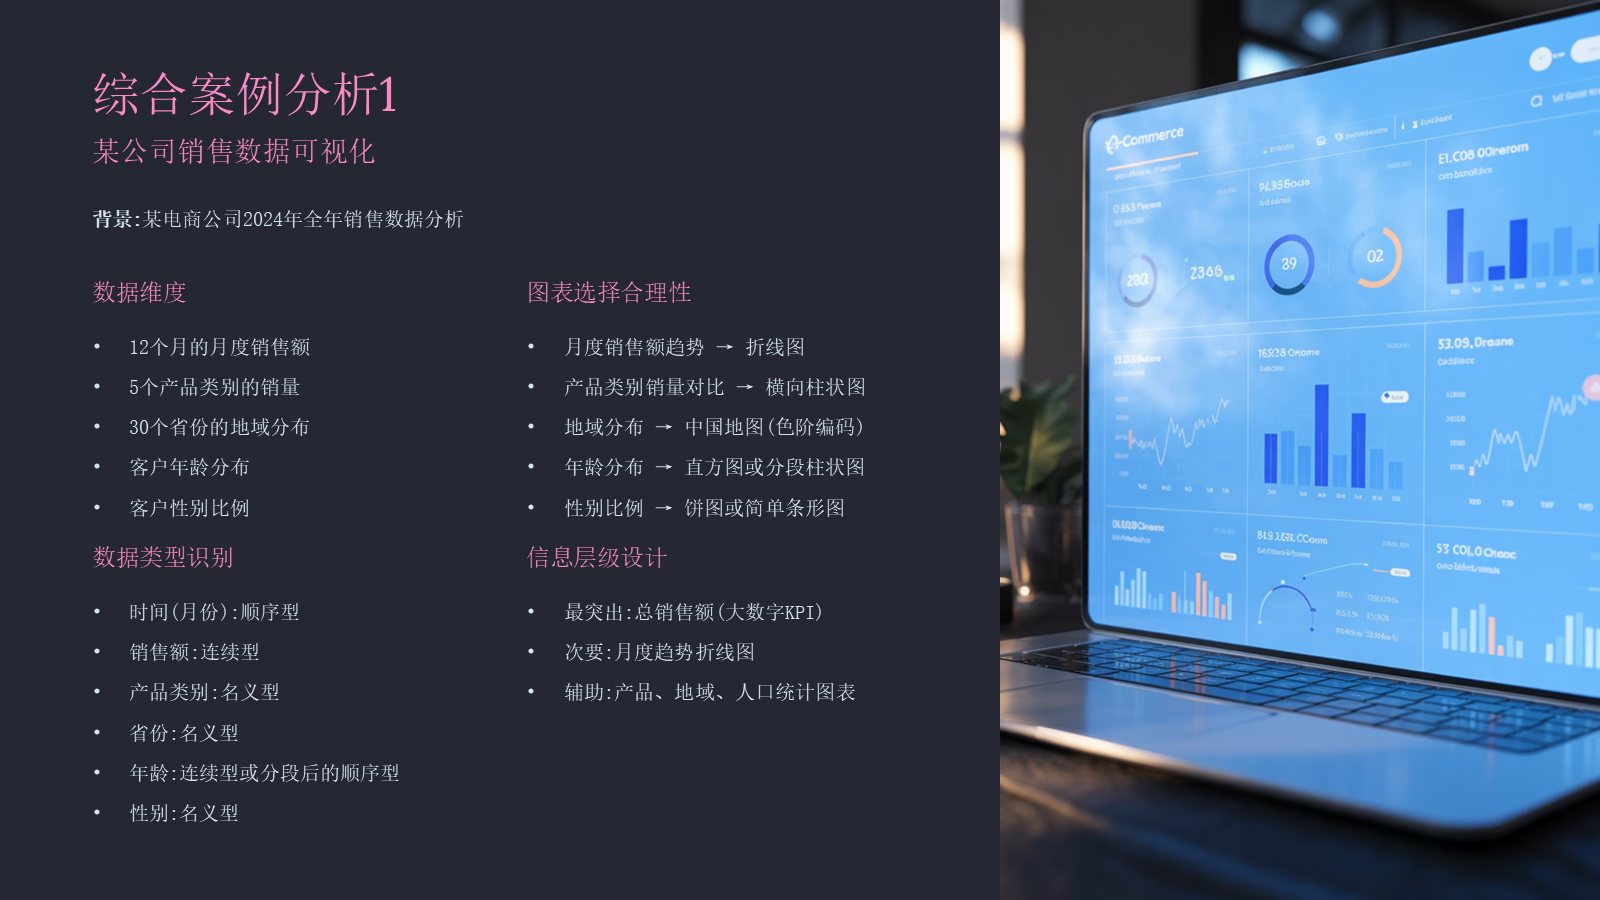 综合案例分析1
某公司销售数据可视化
背景:某电商公司2024年全年销售数据分析
数据维度
• 12个月的月度销售额
• 5个产品类别的销量
• 30个省份的地域分布
• 客户年龄分布
• 客户性别比例
数据类型识别
• 时间(月份):顺序型
• 销售额:连续型
• 产品类别:名义型
• 省份:名义型
• 年龄:连续型或分段后的顺序型
• 性别:名义型
图表选择合理性
• 月度销售额趋势 → 折线图
• 产品类别销量对比 → 横向柱状图
• 地域分布 → 中国地图(色阶编码)
• 年龄分布 → 直方图或分段柱状图
• 性别比例 → 饼图或简单条形图
信息层级设计
• 最突出:总销售额(大数字KPI)
• 次要:月度趋势折线图
• 辅助:产品、地域、人口统计图表
-Commerce
39
02